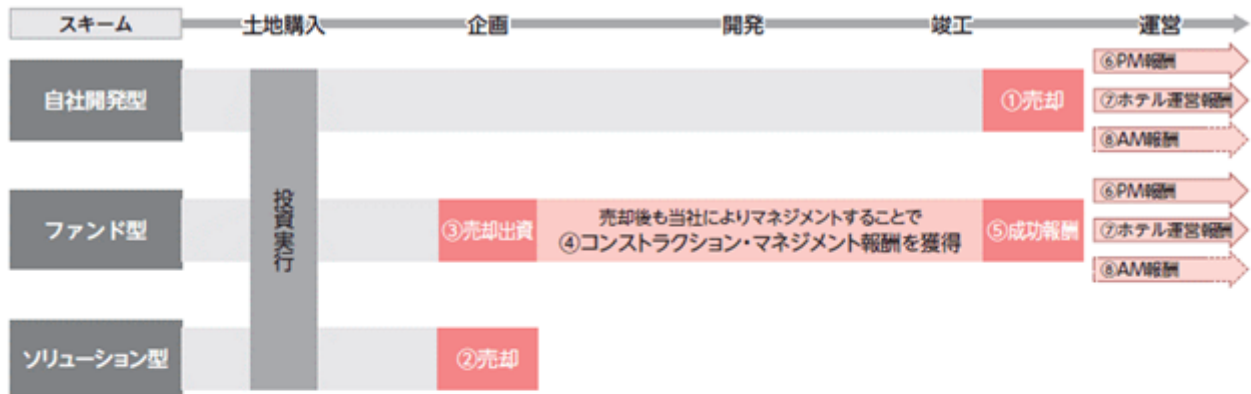 スキーム 土地購入 企画 開発 竣工 運営
自社開発型
①売却
⑥PM報酬
⑦ホテル運営報酬
⑧AM報酬
投資実行
ファンド型
③売却出資
売却後も当社によりマネジメントすることで
④コンストラクション・マネジメント報酬を獲得
⑤成功報酬
⑥PM報酬
⑦ホテル運営報酬
⑧AM報酬
ソリューション型
②売却